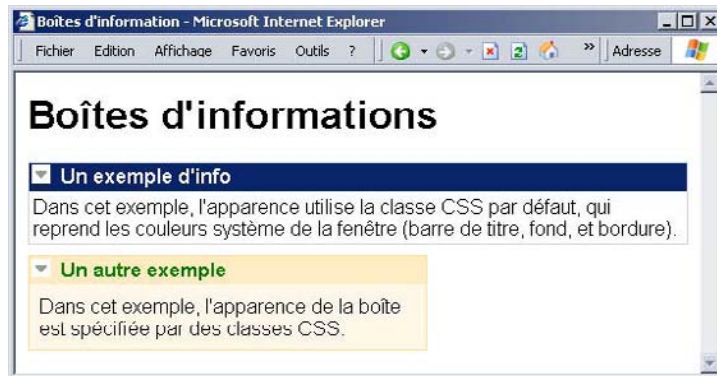 Boîtes d'information - Microsoft Internet Explorer
Fichier Edition Affichage Favoris Outils ? » Adresse
Boîtes d'informations
Un exemple d'info
Dans cet exemple, l'apparence utilise la classe CSS par défaut, qui
reprend les couleurs système de la fenêtre (barre de titre, fond, et bordure).
Un autre exemple
Dans cet exemple, l'apparence de la boîte
est spécifiée par des classes CSS.